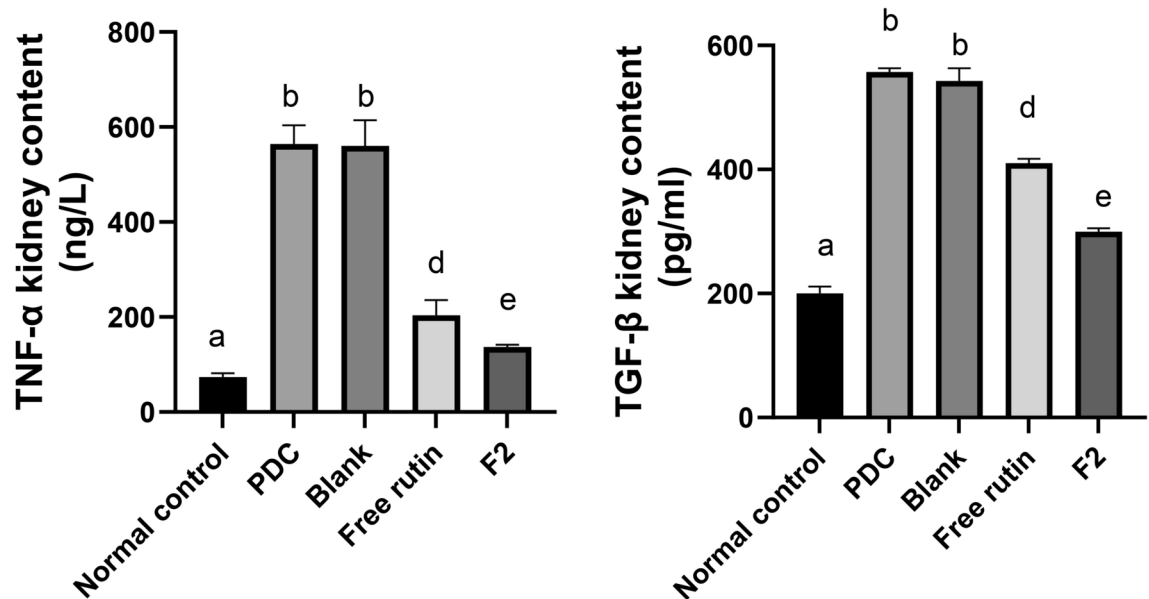 TNF-α kidney content
(ng/L)
800
600
400
200
0
a
b
b
d
e
Normal control
PDC
Blank
Free rutin
F2
TGF-β kidney content
(pg/ml)
600
400
200
0
a
b
b
d
e
Normal control
PDC
Blank
Free rutin
F2